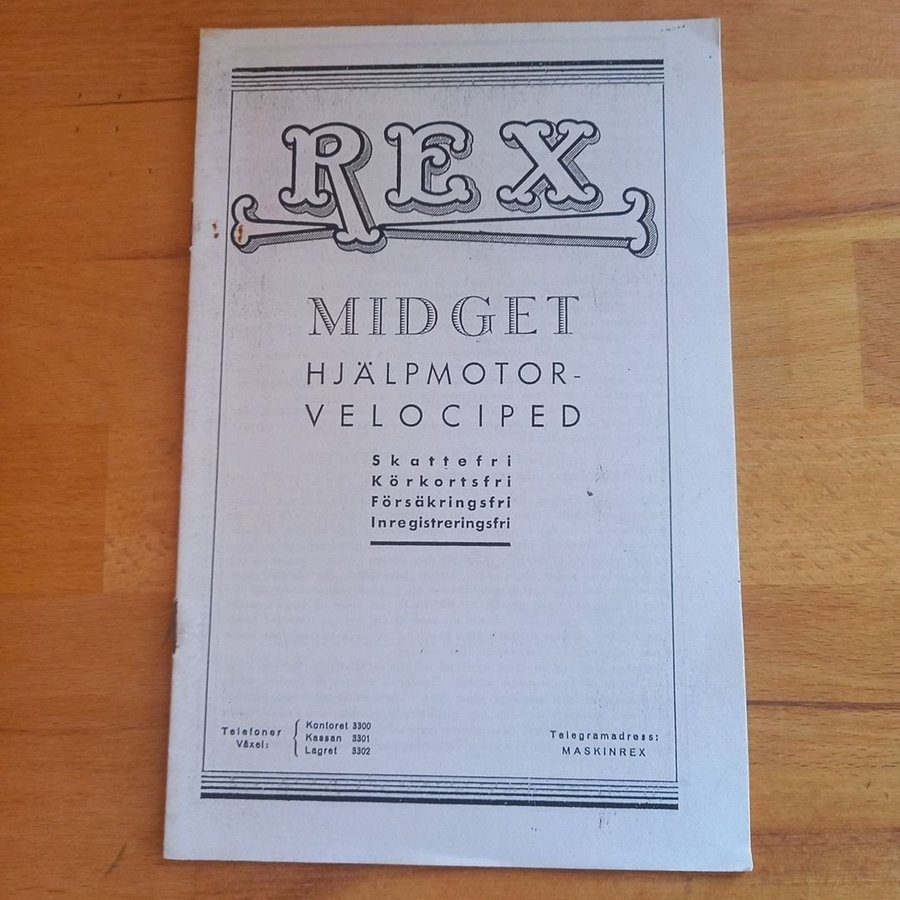 REX
MIDGET
HJÄLPMOTOR-
VELOCIPED
Skattefri
Körkortsfri
Försäkringsfri
Inregistreringsfri
Telefoner
Växel:
Kontoret 3300
Kassan 3301
Lagret 3302
Telegramadress:
MASKINREX